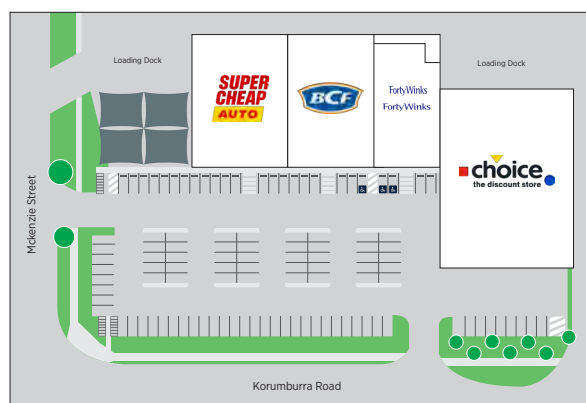 Loading Dock
SUPER
CHEAP
AUTO
BCF
FortyWinks
FortyWinks
Loading Dock
choice
the discount store
Mckenzie Street
Korumburra Road